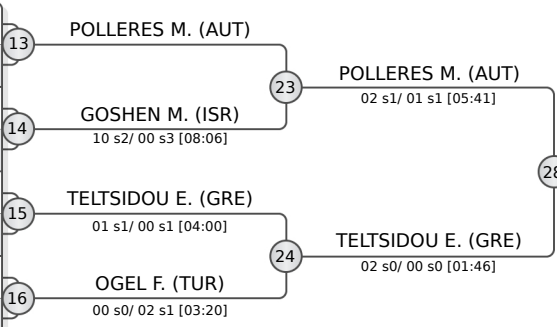 POLLERES M. (AUT)
13
23
POLLERES M. (AUT)
02 s1/ 01 s1 [05:41]
GOSHEN M. (ISR)
14
10 s2/ 00 s3 [08:06]
28
TELTSIDOU E. (GRE)
15
01 s1/ 00 s1 [04:00]
24
TELTSIDOU E. (GRE)
02 s0/ 00 s0 [01:46]
OGEL F. (TUR)
16
00 s0/ 02 s1 [03:20]